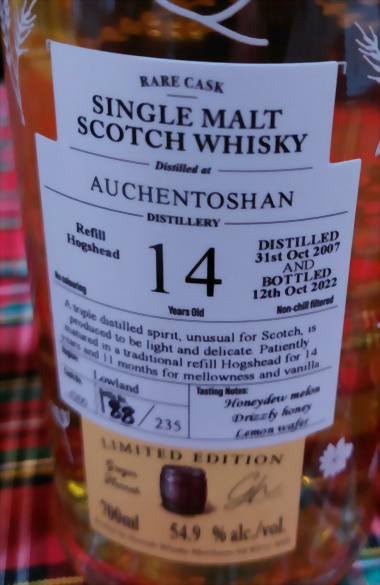 RARE CASK
SINGLE MALT
SCOTCH WHISKY
Distilled at
AUCHENTOSHAN
DISTILLERY
Refill
Hogshead
No colouring
14
Years Old
DISTILLED
31st Oct 2007
AND
BOTTLED
12th Oct 2022
Non-chill filtered
A triple distilled spirit, unusual for Scotch, is
produced to be light and delicate. Patiently
matured in a traditional refill Hogshead for 14
years and 11 months for mellowness and vanilla
Region
Lowland
188/235
Tasting Notes:
Honeydew melon
Drizzly honey
Lemon wafer
LIMITED EDITION
700ml
54.9 % alc./vol.